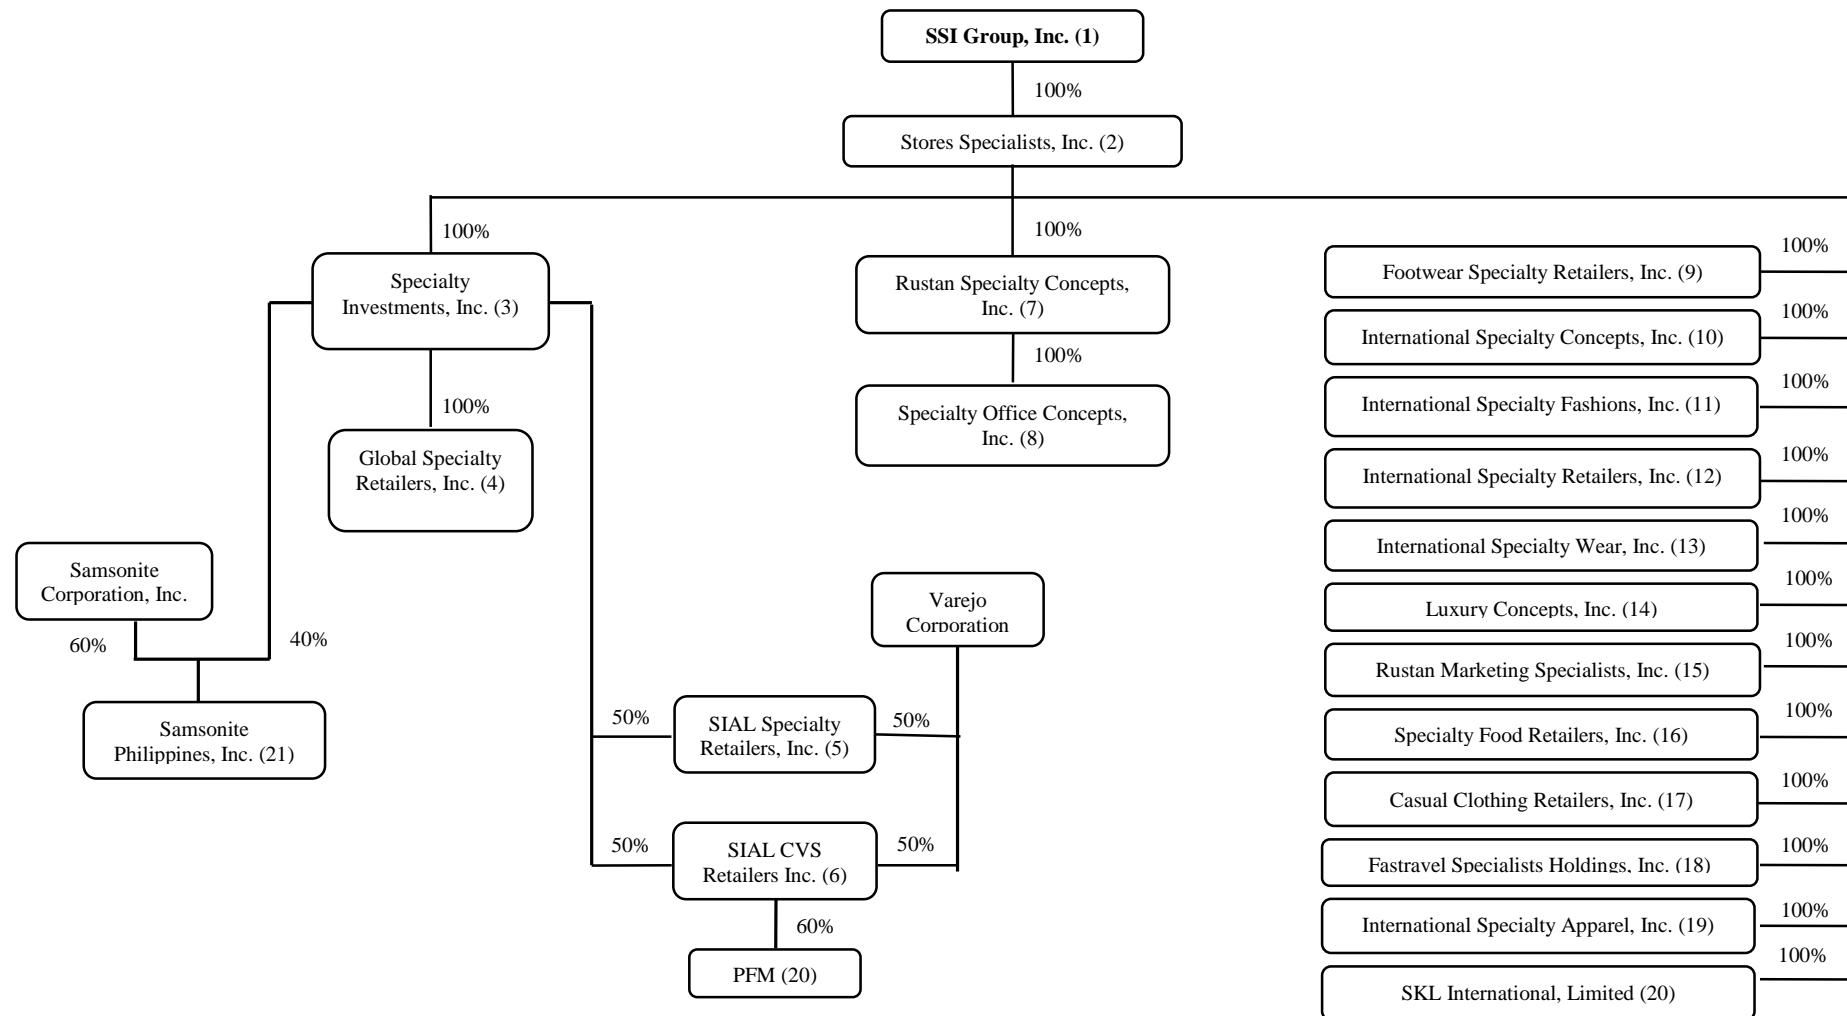 SSI Group, Inc. (1)
100%
Stores Specialists, Inc. (2)
100%
100%
100%
Specialty
Investments, Inc. (3)
Rustan Specialty Concepts,
Inc. (7)
Footwear Specialty Retailers, Inc. (9)
100%
International Specialty Concepts, Inc. (10)
100%
100%
100%
Global Specialty
Retailers, Inc. (4)
Specialty Office Concepts,
Inc. (8)
International Specialty Fashions, Inc. (11)
100%
International Specialty Retailers, Inc. (12)
100%
International Specialty Wear, Inc. (13)
100%
Samsonite
Corporation, Inc.
60%
40%
Samsonite
Philippines, Inc. (21)
Varejo
Corporation
Luxury Concepts, Inc. (14)
100%
Rustan Marketing Specialists, Inc. (15)
100%
50%
SIAL Specialty
Retailers, Inc. (5)
50%
Specialty Food Retailers, Inc. (16)
100%
Casual Clothing Retailers, Inc. (17)
100%
50%
SIAL CVS
Retailers Inc. (6)
50%
Fastravel Specialists Holdings, Inc. (18)
100%
International Specialty Apparel, Inc. (19)
100%
60%
PFM (20)
SKL International, Limited (20)